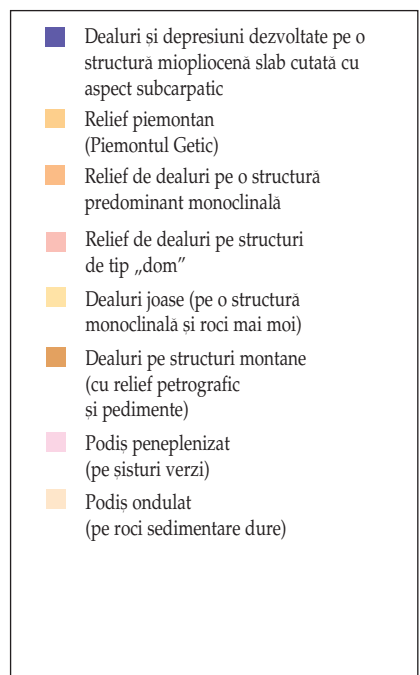 Dealuri și depresiuni dezvoltate pe o
structură miopliocenă slab cutată cu
aspect subcarpatic
Relief piemontan
(Piemontul Getic)
Relief de dealuri pe o structură
predominant monoclinală
Relief de dealuri pe structuri
de tip „dom”
Dealuri joase (pe o structură
monoclinală și roci mai moi)
Dealuri pe structuri montane
(cu relief petrografic
și pedimente)
Podiș peneplenizat
(pe șisturi verzi)
Podiș ondulat
(pe roci sedimentare dure)